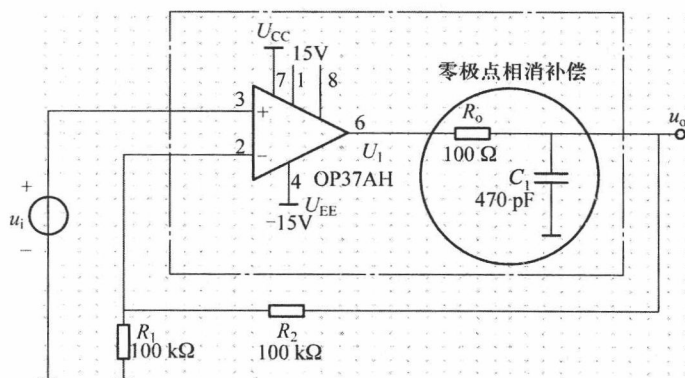 U_CC
15V
7 1 8
零极点相消补偿
3
+
6
R_o
u_o
100 Ω
2
−
U_1
C_1
4
OP37AH
470 pF
U_EE
−15V
+
u_i
−
R_1
100 kΩ
R_2
100 kΩ